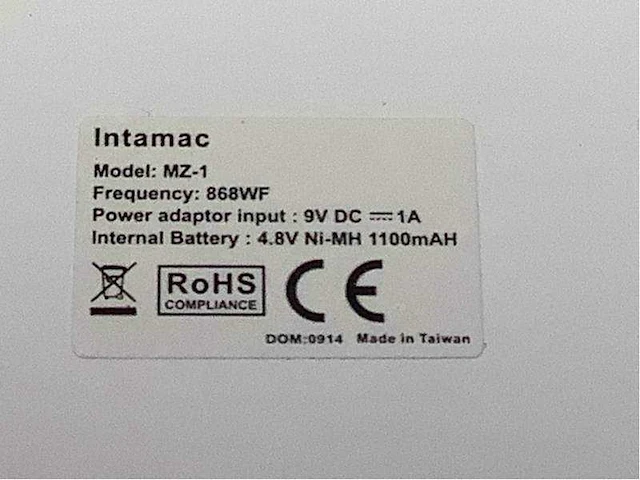 Intamac
Model: MZ-1
Frequency: 868WF
Power adaptor input : 9V DC ⎓ 1A
Internal Battery : 4.8V Ni-MH 1100mAH
RoHS
COMPLIANCE
CE
DOM:0914 Made in Taiwan